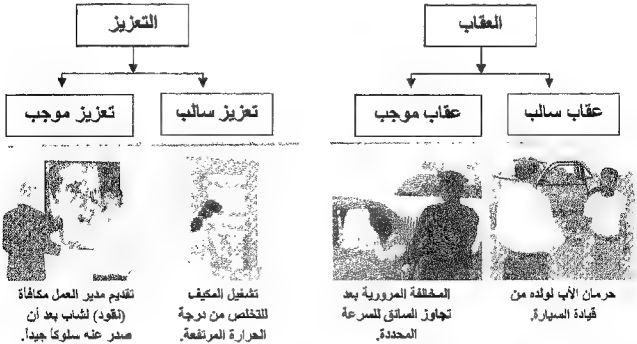 العقاب
التعزيز
عقاب سالب
عقاب موجب
تعزيز سالب
تعزيز موجب
حرمان الأب لولده من
قيادة السيارة.
المخالفة المرورية بعد
تجاوز السائق للسرعة
المحددة.
تشغيل المكيف
للتخلص من درجة
الحرارة المرتفعة.
تقديم مدير العمل مكافأة
(نقود) لشاب بعد أن
صدر عنه سلوكاً جيداً.